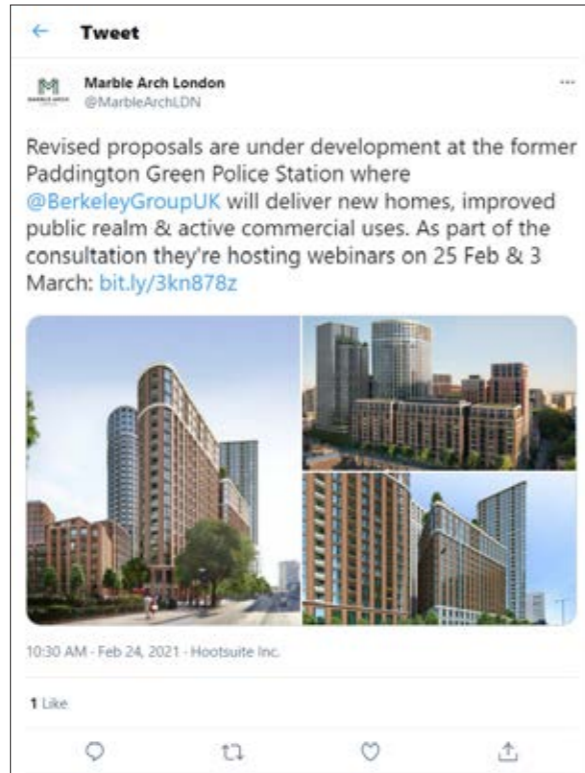 Tweet
Marble Arch London
@MarbleArchLDN
MARBLE ARCH
Revised proposals are under development at the former
Paddington Green Police Station where
@BerkeleyGroupUK will deliver new homes, improved
public realm & active commercial uses. As part of the
consultation they're hosting webinars on 25 Feb & 3
March: bit.ly/3kn878z
10:30 AM · Feb 24, 2021 · Hootsuite Inc.
1 Like